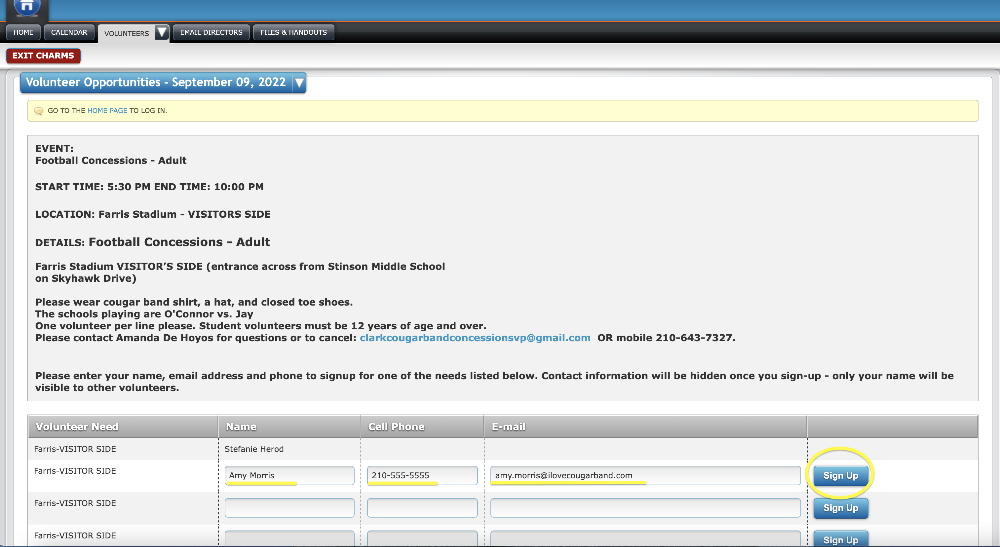 HOME
CALENDAR
VOLUNTEERS
EMAIL DIRECTORS
FILES & HANDOUTS
EXIT CHARMS
Volunteer Opportunities - September 09, 2022
GO TO THE HOME PAGE TO LOG IN.
EVENT:
Football Concessions - Adult
START TIME: 5:30 PM END TIME: 10:00 PM
LOCATION: Farris Stadium - VISITORS SIDE
DETAILS: Football Concessions - Adult
Farris Stadium VISITOR’S SIDE (entrance across from Stinson Middle School
on Skyhawk Drive)
Please wear cougar band shirt, a hat, and closed toe shoes.
The schools playing are O'Connor vs. Jay
One volunteer per line please. Student volunteers must be 12 years of age and over.
Please contact Amanda De Hoyos for questions or to cancel: clarkcougarbandconcessionsvp@gmail.com OR mobile 210-643-7327.
Please enter your name, email address and phone to signup for one of the needs listed below. Contact information will be hidden once you sign-up - only your name will be
visible to other volunteers.
Volunteer Need Name Cell Phone E-mail
Farris-VISITOR SIDE Stefanie Herod
Farris-VISITOR SIDE Amy Morris 210-555-5555 amy.morris@ilovecougarband.com Sign Up
Farris-VISITOR SIDE Sign Up
Farris-VISITOR SIDE Sign Up